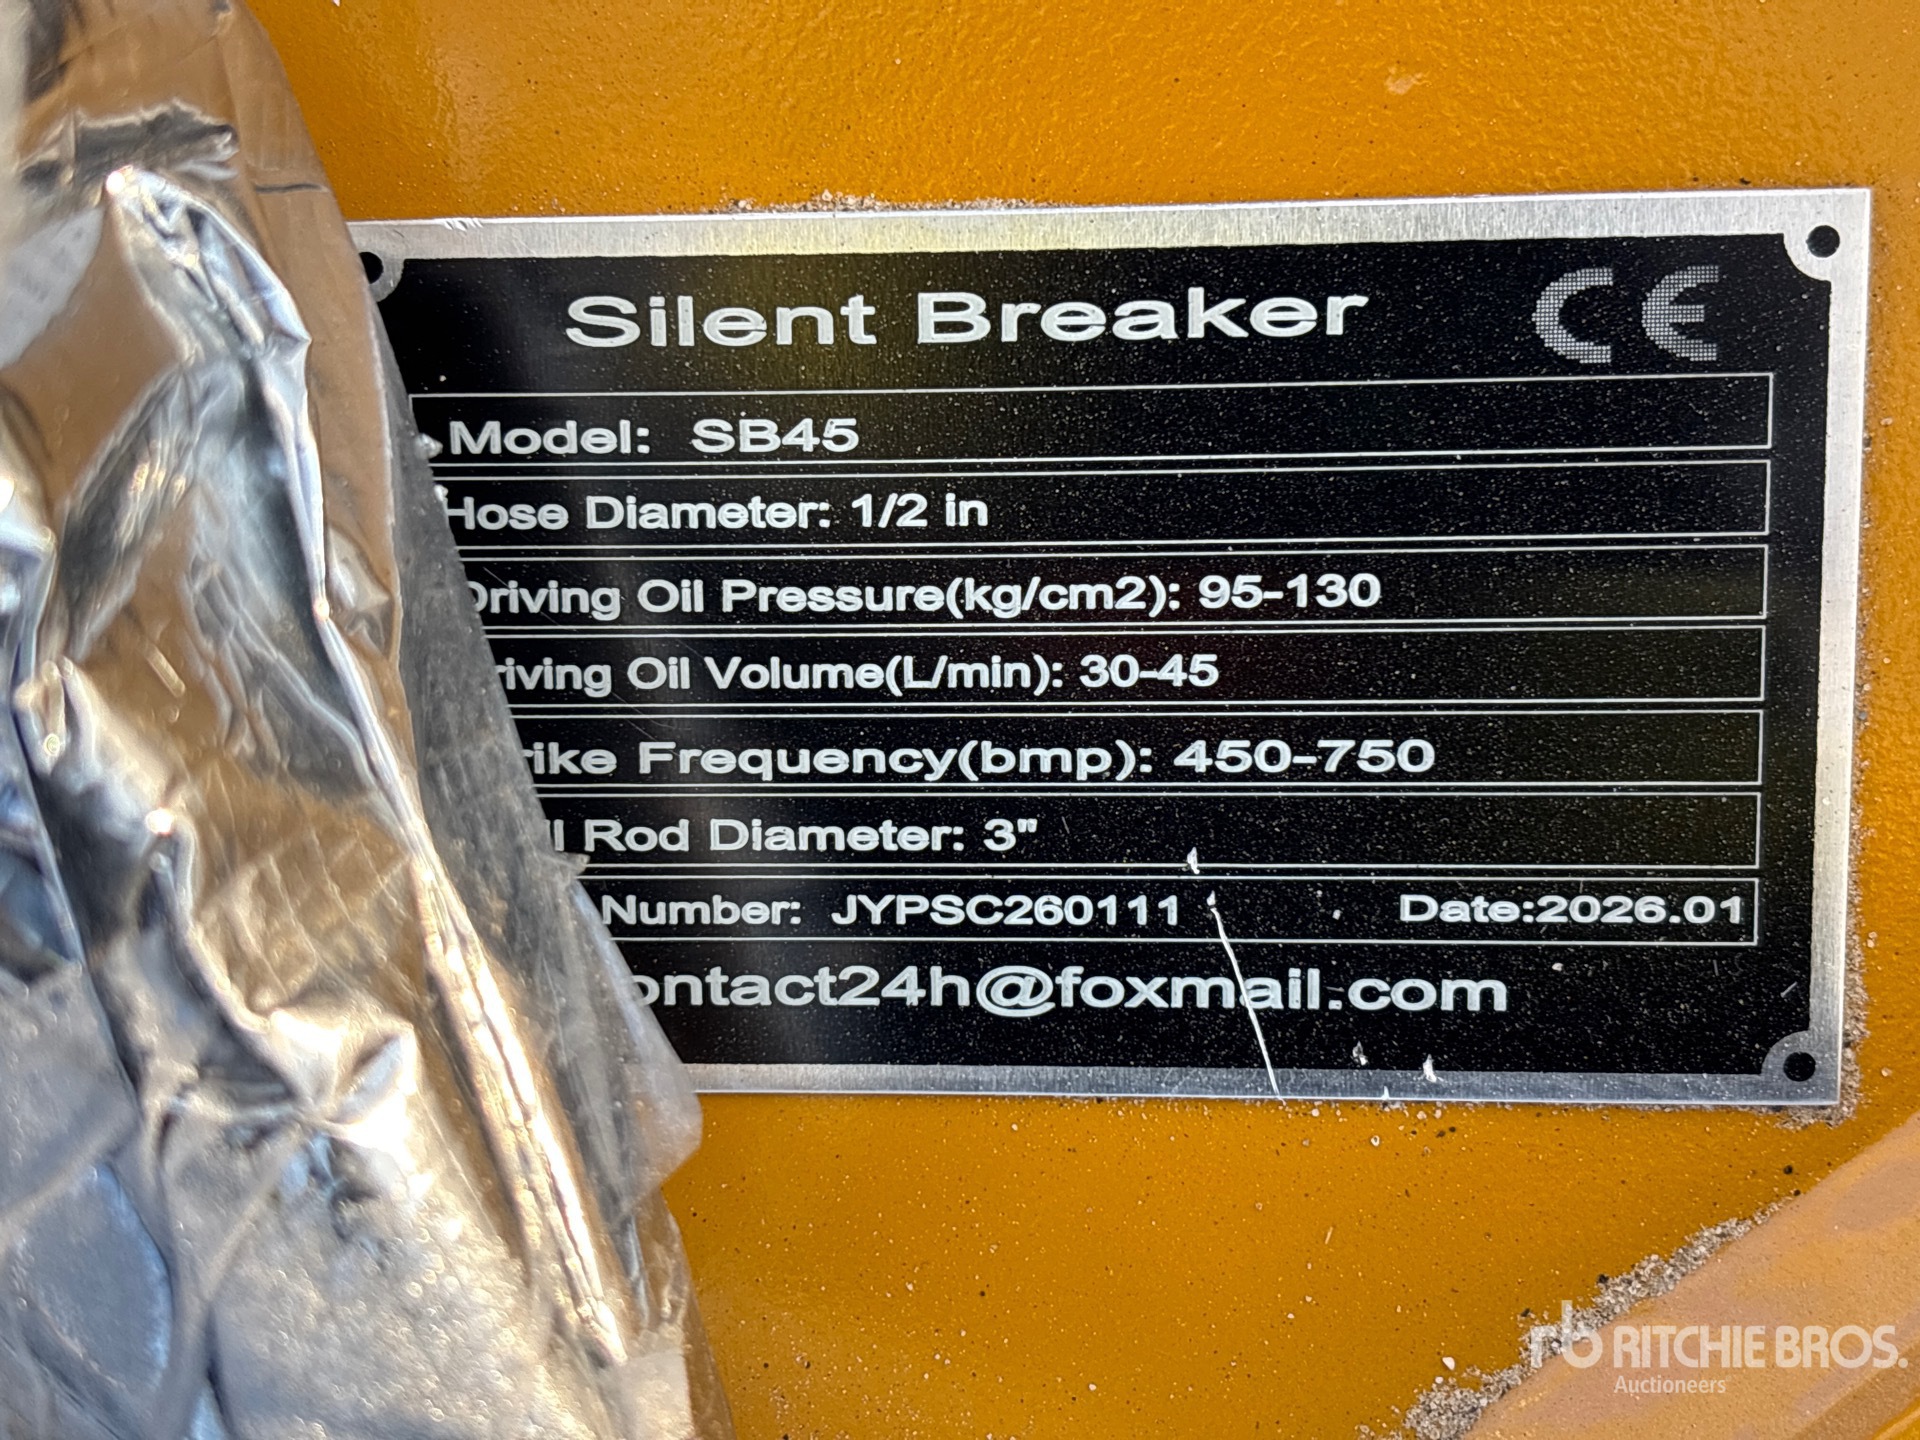 Silent Breaker CE
Model: SB45
Hose Diameter: 1/2 in
Driving Oil Pressure(kg/cm2): 95-130
riving Oil Volume(L/min): 30-45
rike Frequency(bmp): 450-750
ll Rod Diameter: 3"
Number: JYPSC260111 Date:2026.01
ontact24h@foxmail.com
rb RITCHIE BROS.
Auctioneers